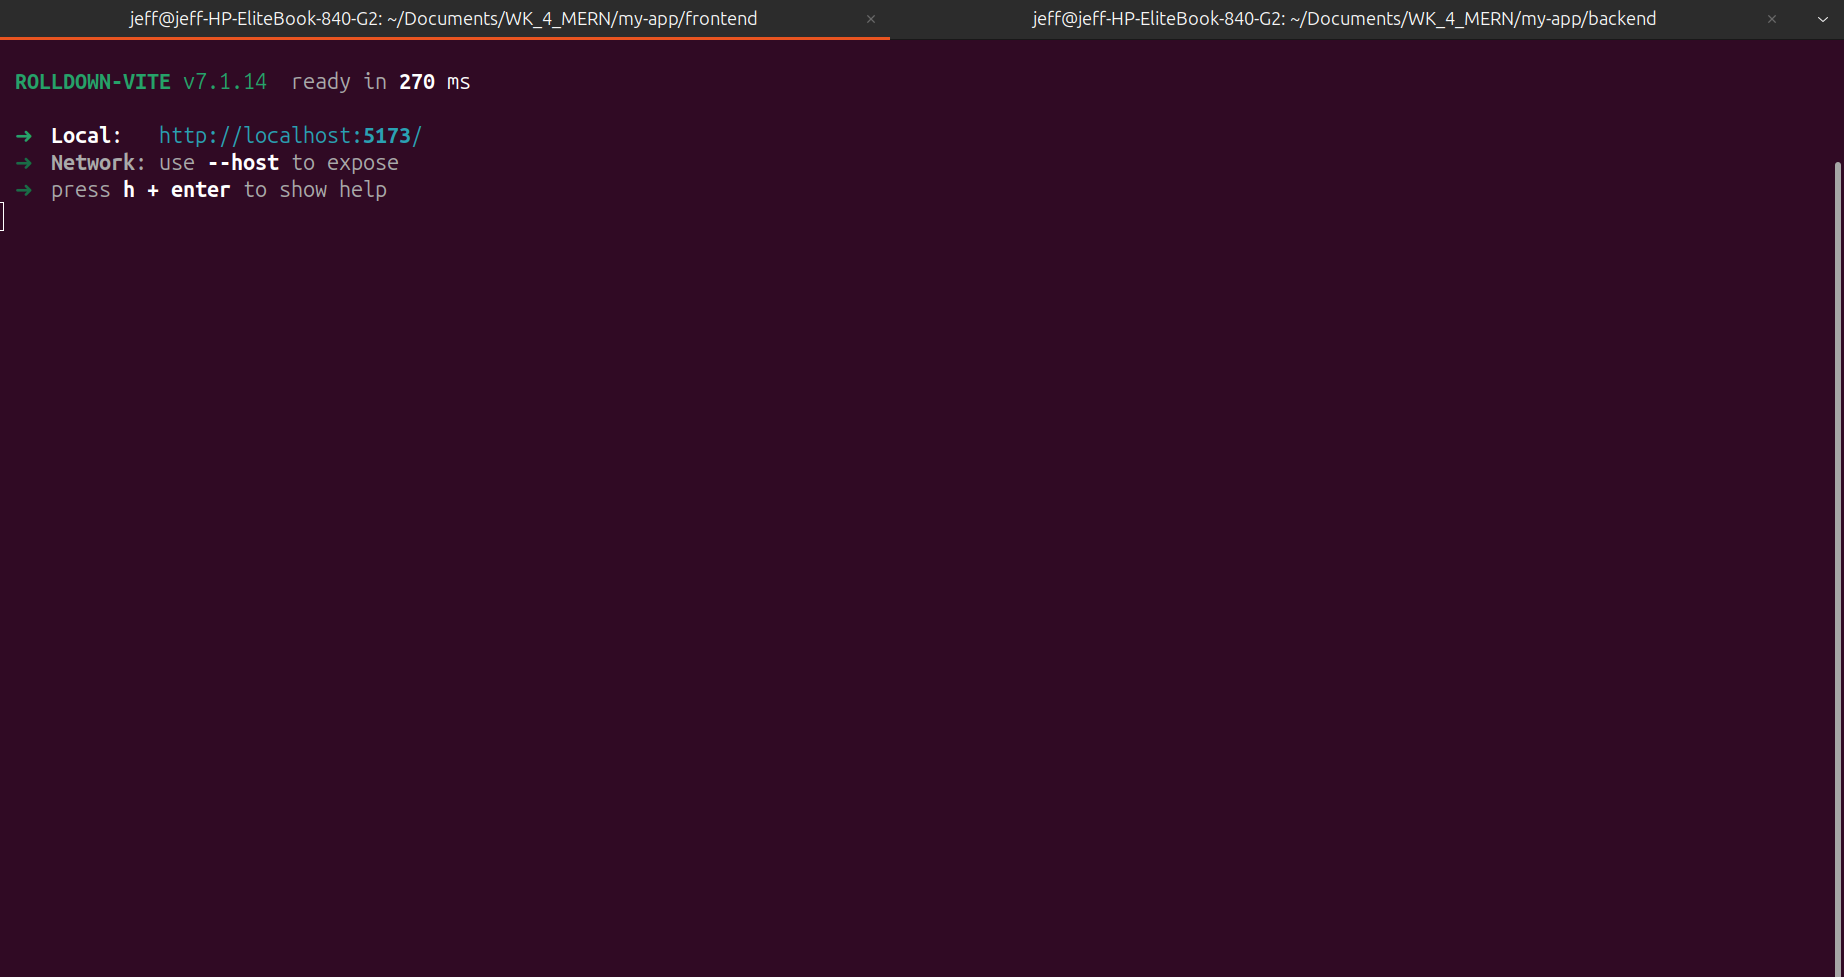 jeff@jeff-HP-EliteBook-840-G2: ~/Documents/WK_4_MERN/my-app/frontend
jeff@jeff-HP-EliteBook-840-G2: ~/Documents/WK_4_MERN/my-app/backend
ROLLDOWN-VITE v7.1.14  ready in 270 ms
➜  Local:   http://localhost:5173/
➜  Network: use --host to expose
➜  press h + enter to show help